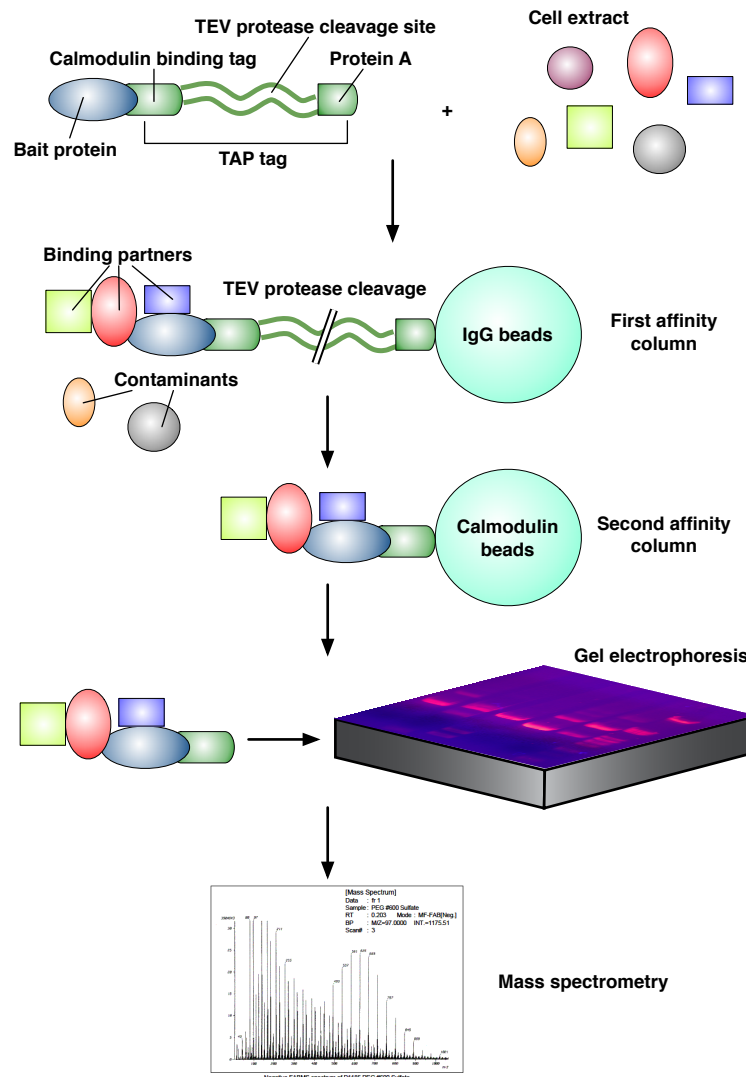 TEV protease cleavage site
Cell extract
Calmodulin binding tag
Protein A
+
Bait protein
TAP tag
Binding partners
TEV protease cleavage
IgG beads
First affinity
column
Contaminants
Calmodulin
beads
Second affinity
column
Gel electrophoresis
[Mass Spectrum]
Data : fr 1
Sample : PEG #600 Sulfate
RT : 0.203 Mode : MF-FAB[Neg.]
BP : M/Z=97.0000 INT.=1175.51
Scan# : 3
Mass spectrometry